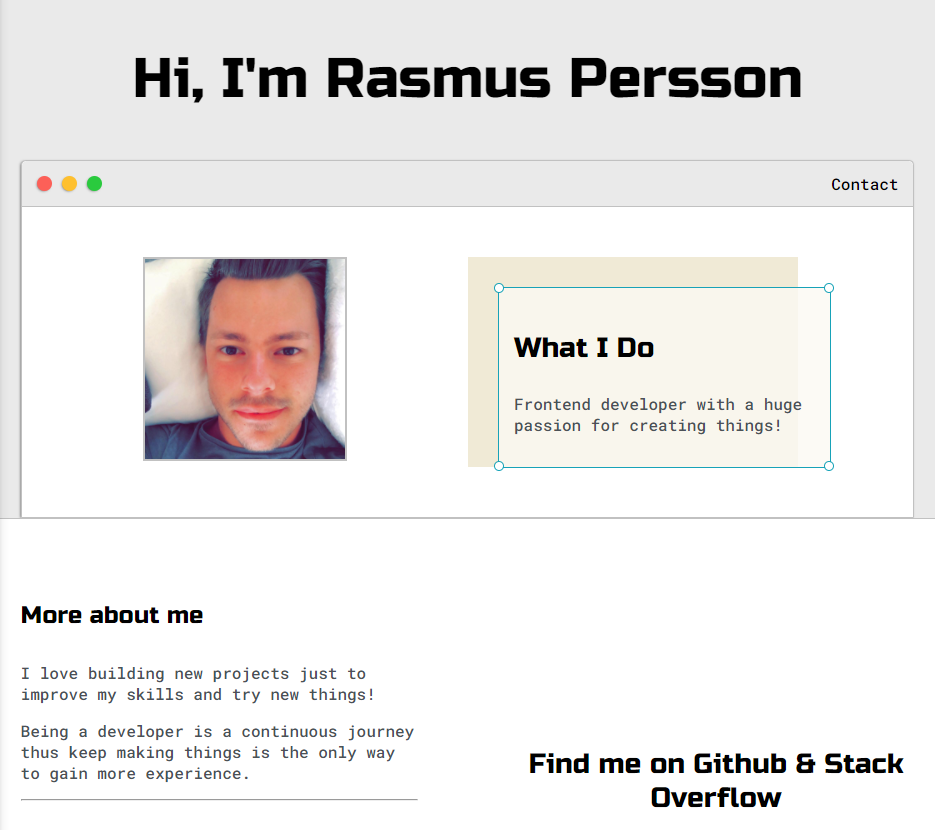 Hi, I'm Rasmus Persson
Contact
What I Do
Frontend developer with a huge
passion for creating things!
More about me
I love building new projects just to
improve my skills and try new things!
Being a developer is a continuous journey
thus keep making things is the only way
to gain more experience.
Find me on Github & Stack
Overflow